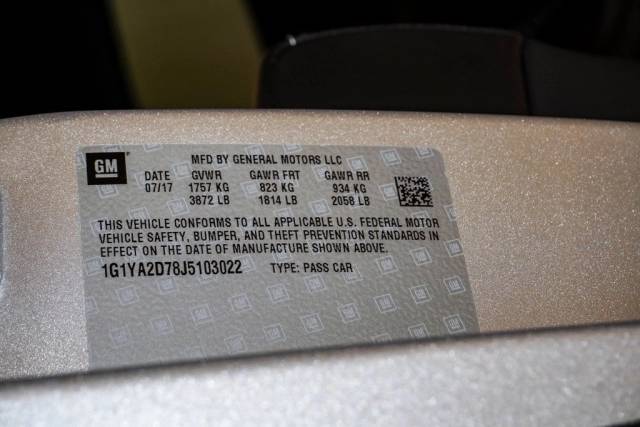 GM
MFD BY GENERAL MOTORS LLC
DATE GVWR GAWR FRT GAWR RR
07/17 1757 KG 823 KG 934 KG
3872 LB 1814 LB 2058 LB
THIS VEHICLE CONFORMS TO ALL APPLICABLE U.S. FEDERAL MOTOR
VEHICLE SAFETY, BUMPER, AND THEFT PREVENTION STANDARDS IN
EFFECT ON THE DATE OF MANUFACTURE SHOWN ABOVE.
1G1YA2D78J5103022 TYPE: PASS CAR